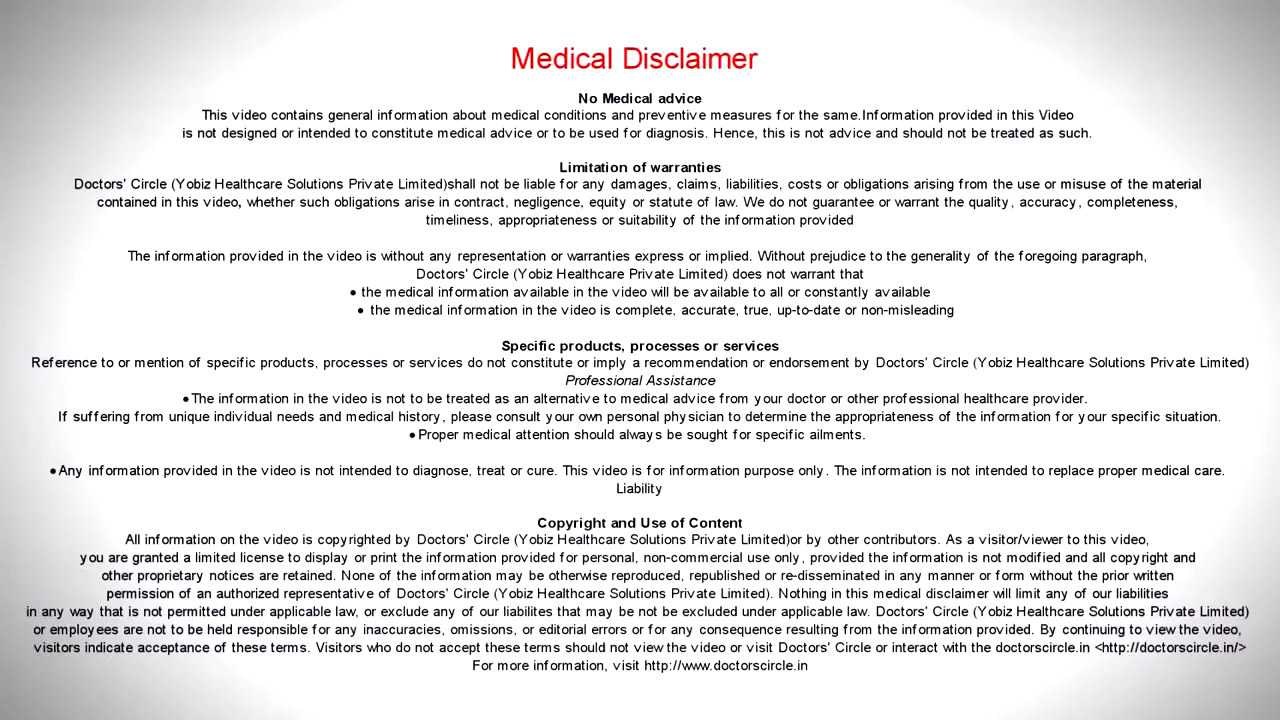 Medical Disclaimer
No Medical advice
This video contains general information about medical conditions and preventive measures for the same.Information provided in this Video
is not designed or intended to constitute medical advice or to be used for diagnosis. Hence, this is not advice and should not be treated as such.
Limitation of warranties
Doctors' Circle (Yobiz Healthcare Solutions Private Limited)shall not be liable for any damages, claims, liabilities, costs or obligations arising from the use or misuse of the material
contained in this video, whether such obligations arise in contract, negligence, equity or statute of law. We do not guarantee or warrant the quality, accuracy, completeness,
timeliness, appropriateness or suitability of the information provided
The information provided in the video is without any representation or warranties express or implied. Without prejudice to the generality of the foregoing paragraph,
Doctors' Circle (Yobiz Healthcare Private Limited) does not warrant that
• the medical information available in the video will be available to all or constantly available
• the medical information in the video is complete, accurate, true, up-to-date or non-misleading
Specific products, processes or services
Reference to or mention of specific products, processes or services do not constitute or imply a recommendation or endorsement by Doctors' Circle (Yobiz Healthcare Solutions Private Limited)
Professional Assistance
•The information in the video is not to be treated as an alternative to medical advice from your doctor or other professional healthcare provider.
If suffering from unique individual needs and medical history, please consult your own personal physician to determine the appropriateness of the information for your specific situation.
•Proper medical attention should always be sought for specific ailments.
•Any information provided in the video is not intended to diagnose, treat or cure. This video is for information purpose only. The information is not intended to replace proper medical care.
Liability
Copyright and Use of Content
All information on the video is copyrighted by Doctors' Circle (Yobiz Healthcare Solutions Private Limited)or by other contributors. As a visitor/viewer to this video,
you are granted a limited license to display or print the information provided for personal, non-commercial use only, provided the information is not modified and all copyright and
other proprietary notices are retained. None of the information may be otherwise reproduced, republished or re-disseminated in any manner or form without the prior written
permission of an authorized representative of Doctors' Circle (Yobiz Healthcare Solutions Private Limited). Nothing in this medical disclaimer will limit any of our liabilities
in any way that is not permitted under applicable law, or exclude any of our liabilites that may be not be excluded under applicable law. Doctors' Circle (Yobiz Healthcare Solutions Private Limited)
or employees are not to be held responsible for any inaccuracies, omissions, or editorial errors or for any consequence resulting from the information provided. By continuing to view the video,
visitors indicate acceptance of these terms. Visitors who do not accept these terms should not view the video or visit Doctors' Circle or interact with the doctorscircle.in <http://doctorscircle.in/>
For more information, visit http://www.doctorscircle.in